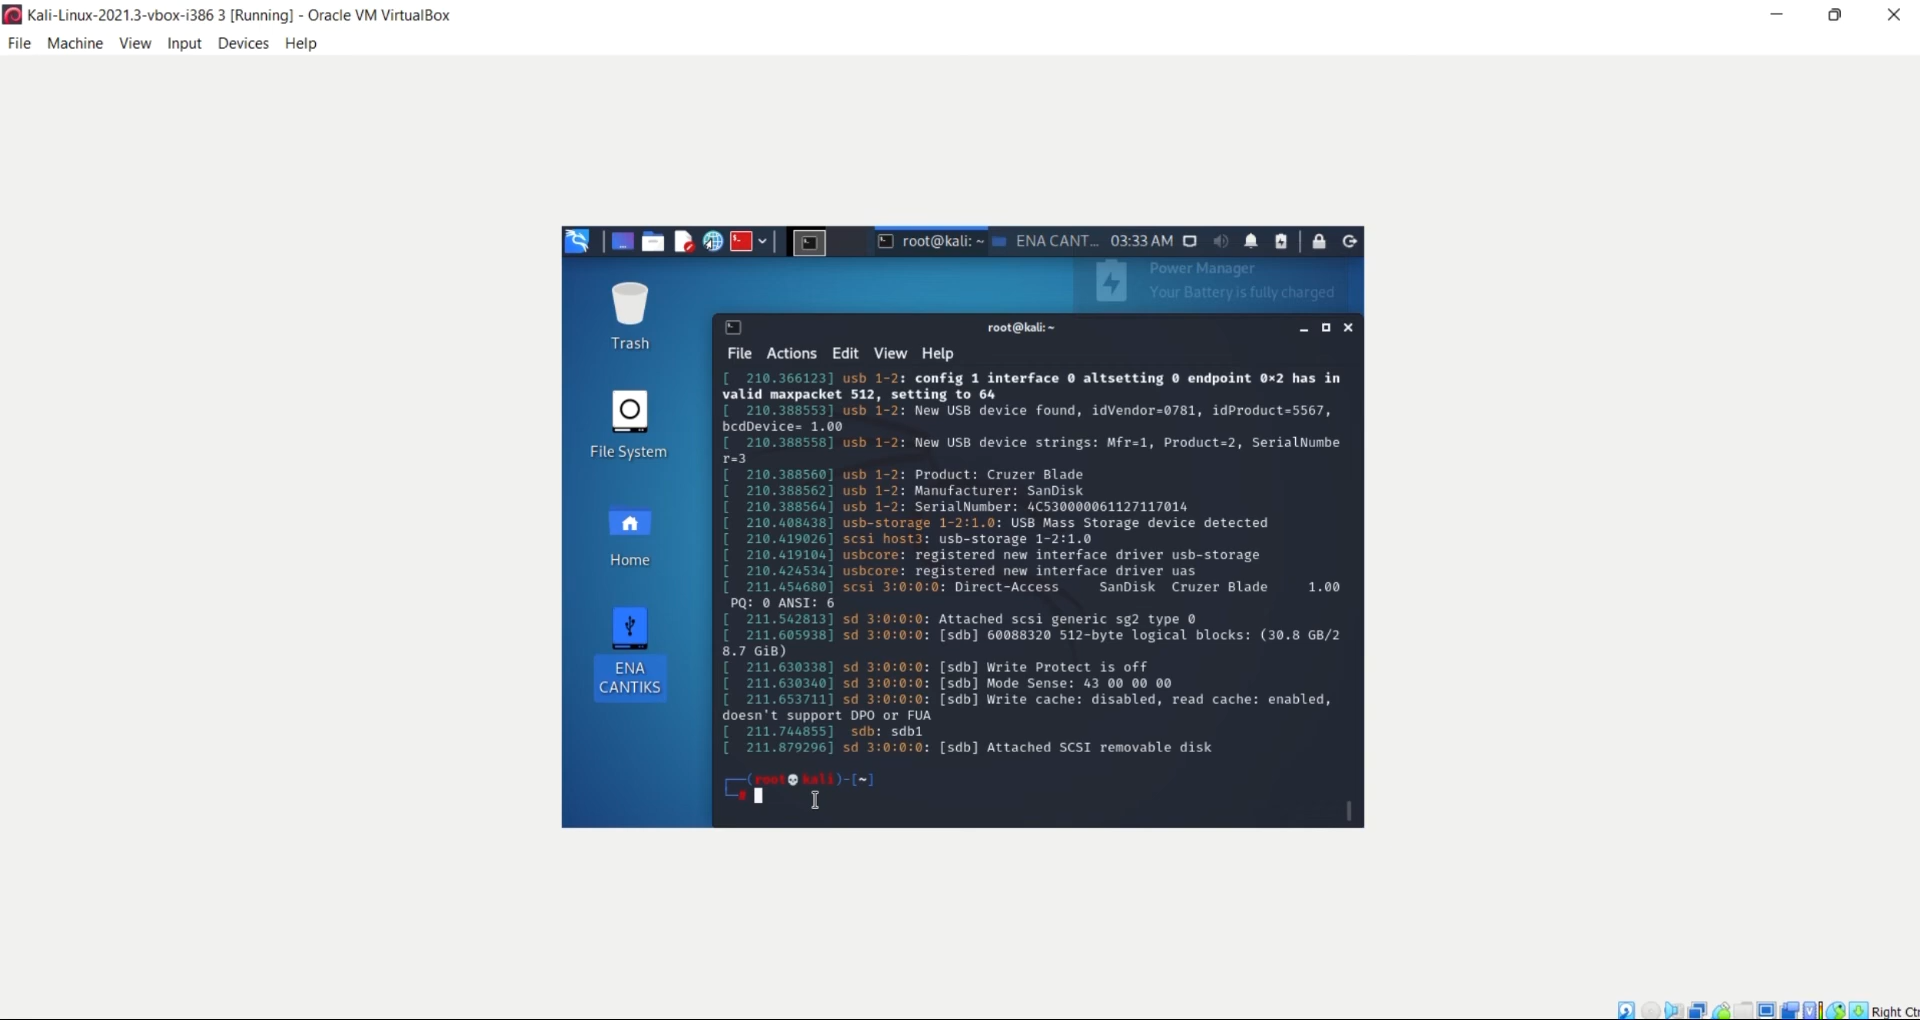 Kali-Linux-2021.3-vbox-i386 3 [Running] - Oracle VM VirtualBox
File Machine View Input Devices Help
root@kali: ~ ENA CANT... 03:33 AM
Power Manager
Your Battery is fully charged
Trash
File System
Home
ENA
CANTIKS
root@kali: ~
File Actions Edit View Help
[ 210.366123] usb 1-2: config 1 interface 0 altsetting 0 endpoint 0×2 has in
valid maxpacket 512, setting to 64
[ 210.388553] usb 1-2: New USB device found, idVendor=0781, idProduct=5567,
bcdDevice= 1.00
[ 210.388558] usb 1-2: New USB device strings: Mfr=1, Product=2, SerialNumbe
r=3
[ 210.388560] usb 1-2: Product: Cruzer Blade
[ 210.388562] usb 1-2: Manufacturer: SanDisk
[ 210.388564] usb 1-2: SerialNumber: 4C530000061127117014
[ 210.408438] usb-storage 1-2:1.0: USB Mass Storage device detected
[ 210.419026] scsi host3: usb-storage 1-2:1.0
[ 210.419104] usbcore: registered new interface driver usb-storage
[ 210.424534] usbcore: registered new interface driver uas
[ 211.454680] scsi 3:0:0:0: Direct-Access SanDisk Cruzer Blade 1.00
PQ: 0 ANSI: 6
[ 211.542813] sd 3:0:0:0: Attached scsi generic sg2 type 0
[ 211.605938] sd 3:0:0:0: [sdb] 60088320 512-byte logical blocks: (30.8 GB/2
8.7 GiB)
[ 211.630338] sd 3:0:0:0: [sdb] Write Protect is off
[ 211.630340] sd 3:0:0:0: [sdb] Mode Sense: 43 00 00 00
[ 211.653711] sd 3:0:0:0: [sdb] Write cache: disabled, read cache: enabled,
doesn't support DPO or FUA
[ 211.744855] sdb: sdb1
[ 211.879296] sd 3:0:0:0: [sdb] Attached SCSI removable disk
┌──(root💀kali)-[~]
└─#
Right Ctr